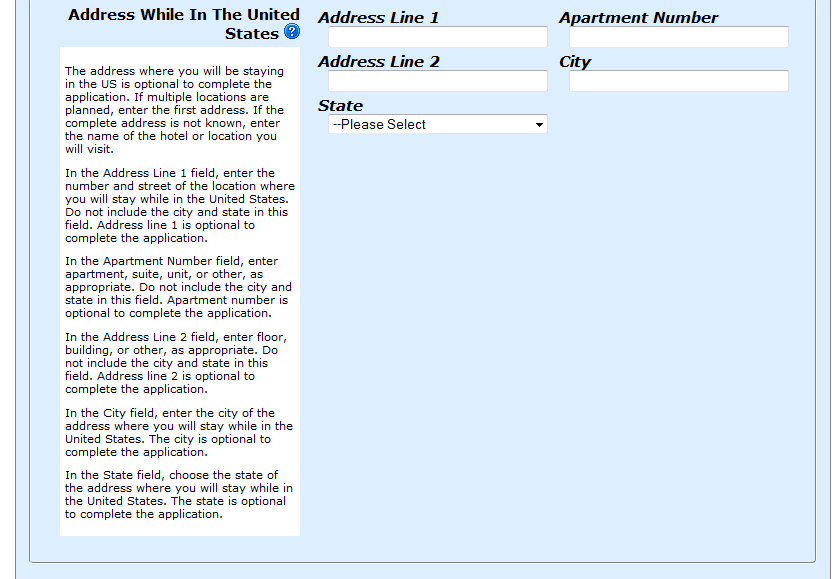 Address While In The United
States ?
The address where you will be staying
in the US is optional to complete the
application. If multiple locations are
planned, enter the first address. If the
complete address is not known, enter
the name of the hotel or location you
will visit.
In the Address Line 1 field, enter the
number and street of the location where
you will stay while in the United States.
Do not include the city and state in this
field. Address line 1 is optional to
complete the application.
In the Apartment Number field, enter
apartment, suite, unit, or other, as
appropriate. Do not include the city and
state in this field. Apartment number is
optional to complete the application.
In the Address Line 2 field, enter floor,
building, or other, as appropriate. Do
not include the city and state in this
field. Address line 2 is optional to
complete the application.
In the City field, enter the city of the
address where you will stay while in the
United States. The city is optional to
complete the application.
In the State field, choose the state of
the address where you will stay while in
the United States. The state is optional
to complete the application.
Address Line 1
Apartment Number
Address Line 2
City
State
--Please Select